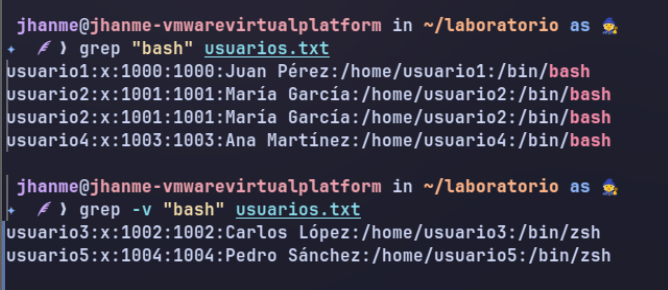 jhanme@jhanme-vmwarevirtualplatform in ~/laboratorio as 🧙
✦ 🪶 ❯ grep "bash" usuarios.txt
usuario1:x:1000:1000:Juan Pérez:/home/usuario1:/bin/bash
usuario2:x:1001:1001:María García:/home/usuario2:/bin/bash
usuario2:x:1001:1001:María García:/home/usuario2:/bin/bash
usuario4:x:1003:1003:Ana Martínez:/home/usuario4:/bin/bash
jhanme@jhanme-vmwarevirtualplatform in ~/laboratorio as 🧙
✦ 🪶 ❯ grep -v "bash" usuarios.txt
usuario3:x:1002:1002:Carlos López:/home/usuario3:/bin/zsh
usuario5:x:1004:1004:Pedro Sánchez:/home/usuario5:/bin/zsh